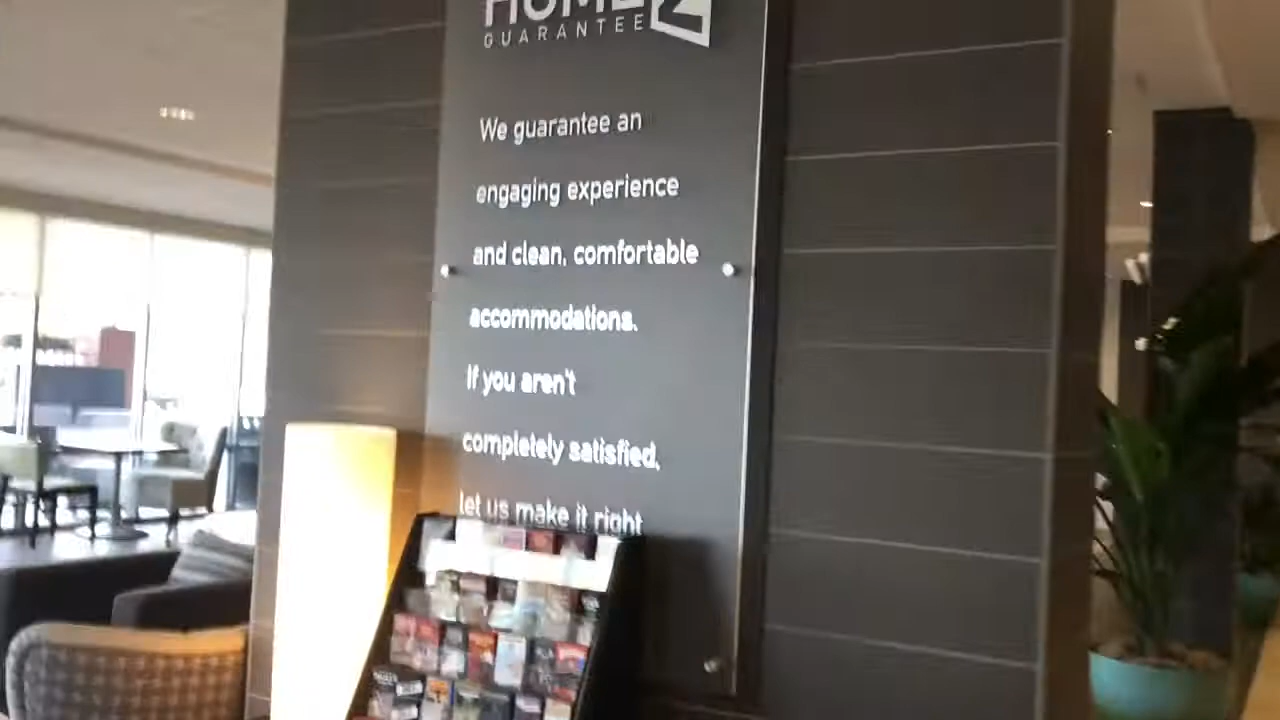 HOME2
GUARANTEE
We guarantee an
engaging experience
and clean, comfortable
accommodations.
If you aren't
completely satisfied,
let us make it right